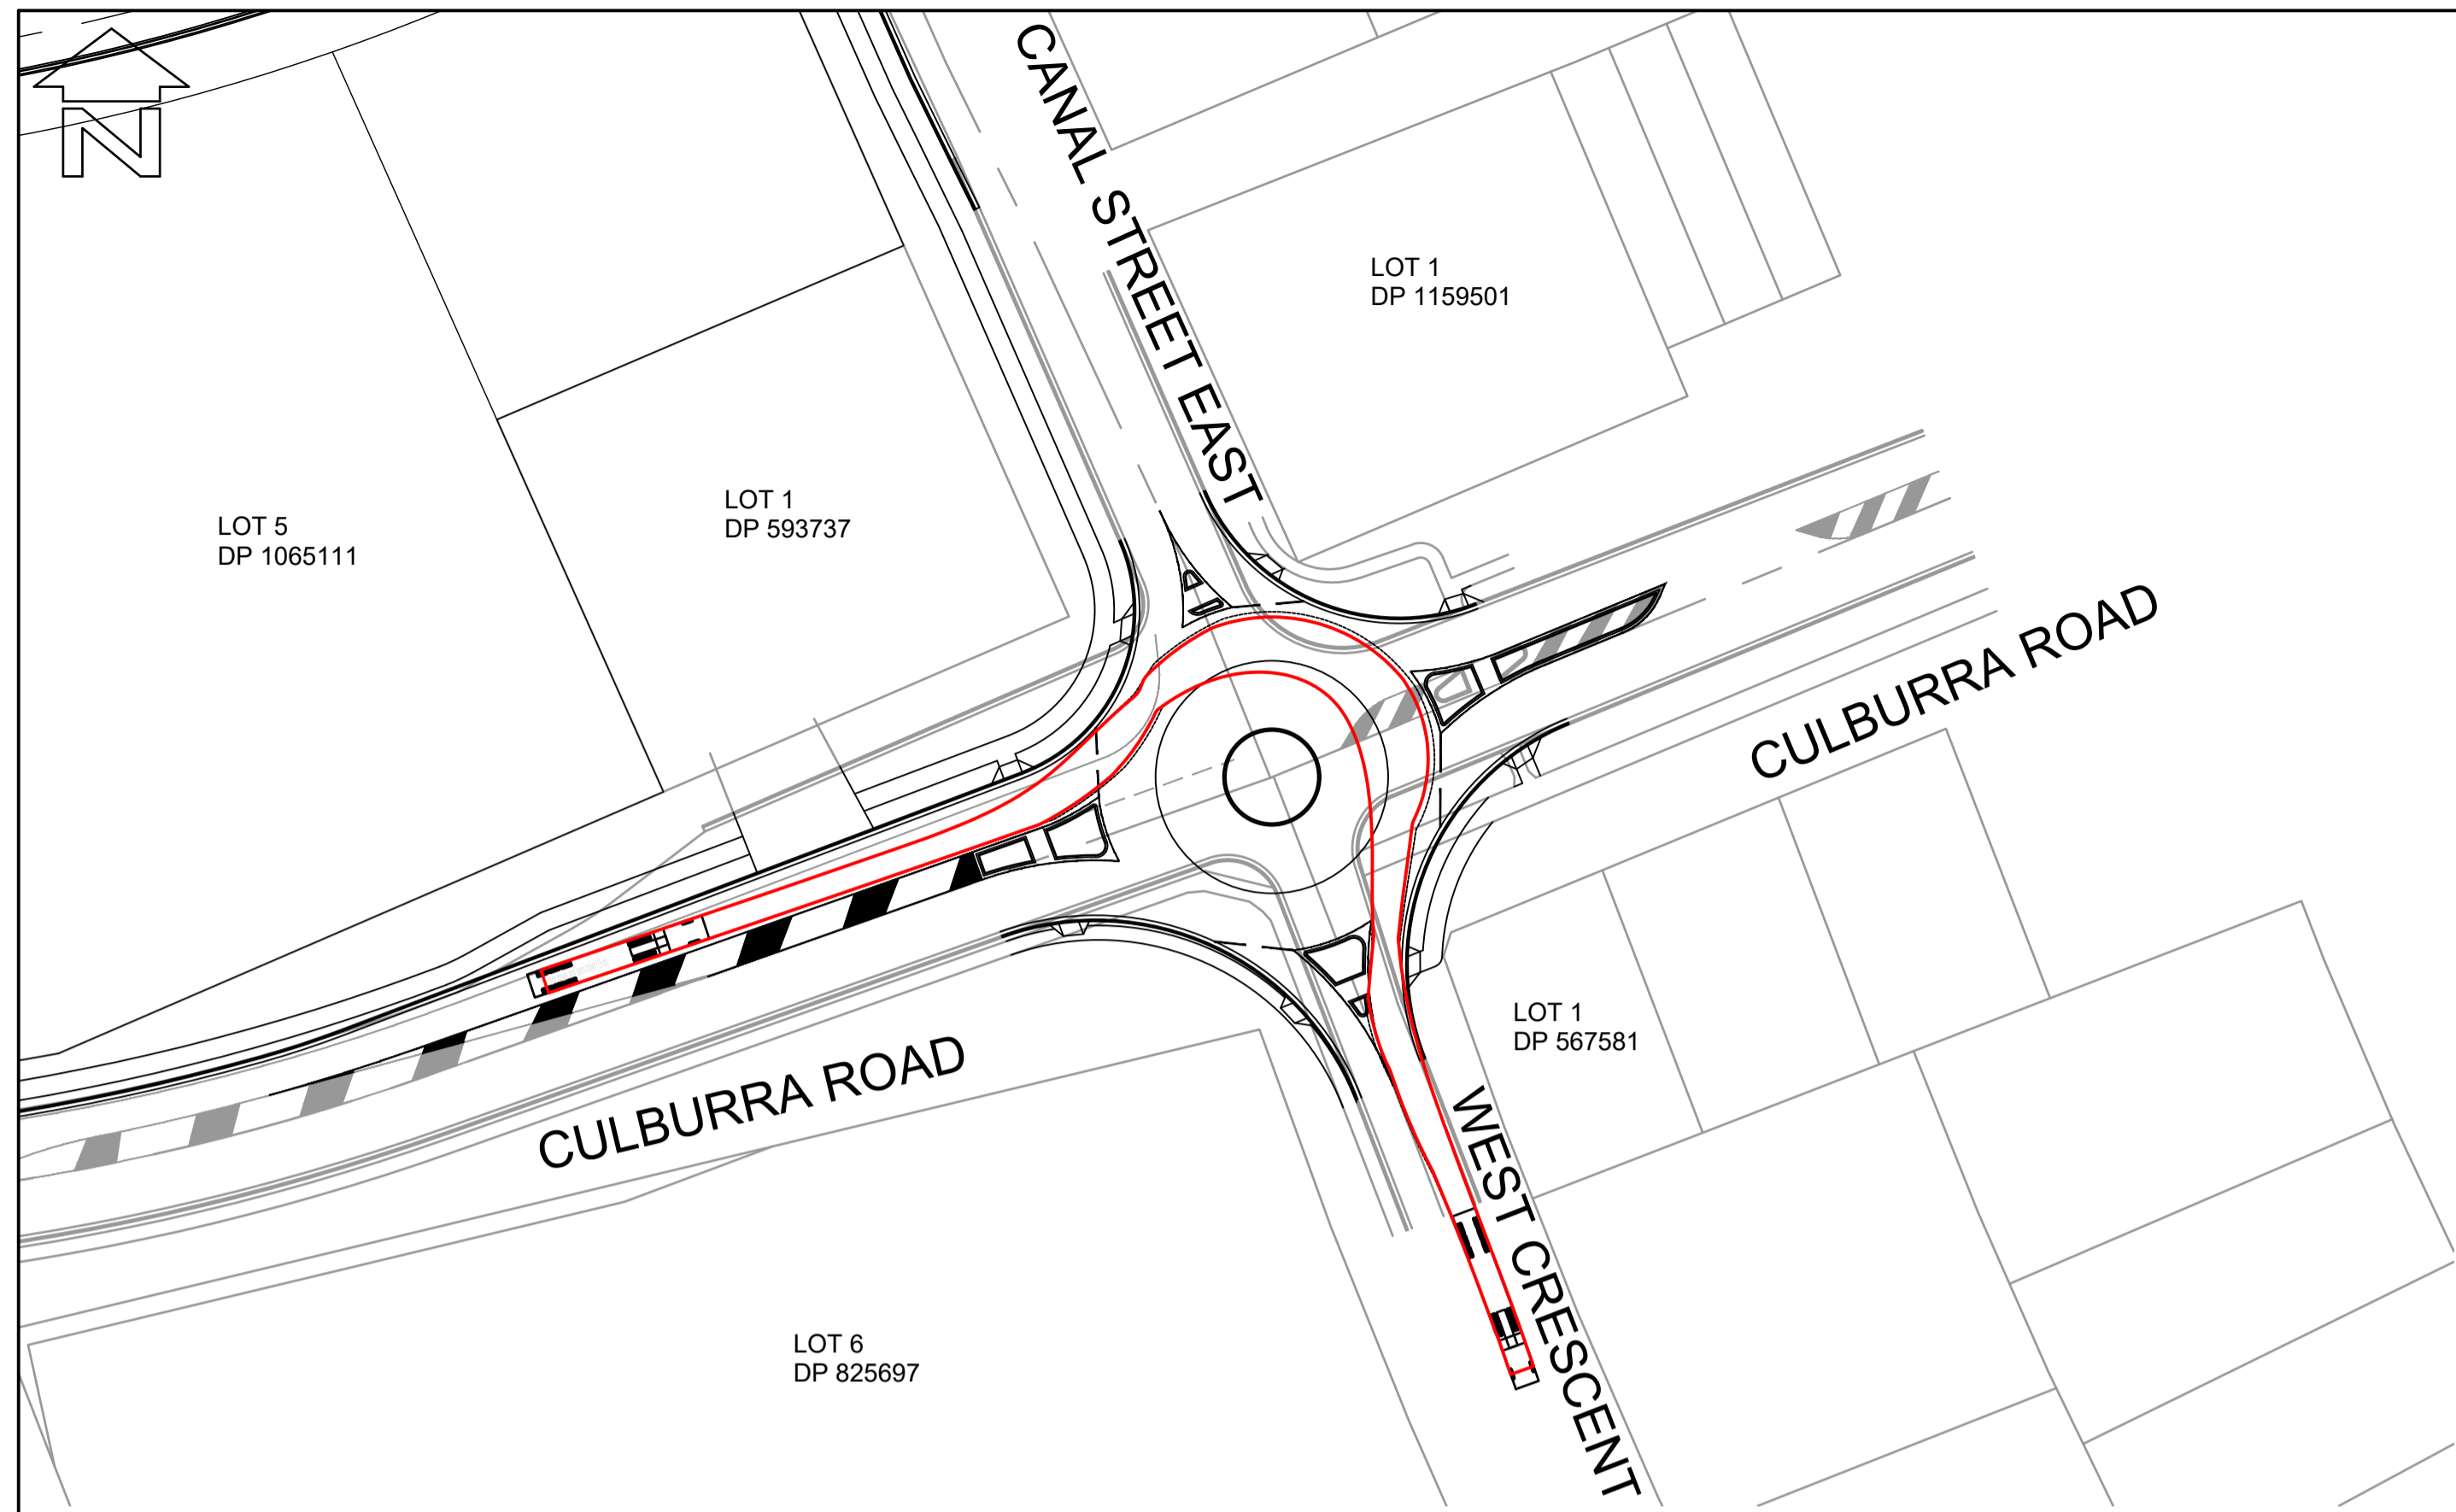 N
CANAL STREET EAST
LOT 1
DP 1159501
LOT 5
DP 1065111
LOT 1
DP 593737
CULBURRA ROAD
LOT 1
DP 567581
CULBURRA ROAD
WEST CRESCENT
LOT 6
DP 825697